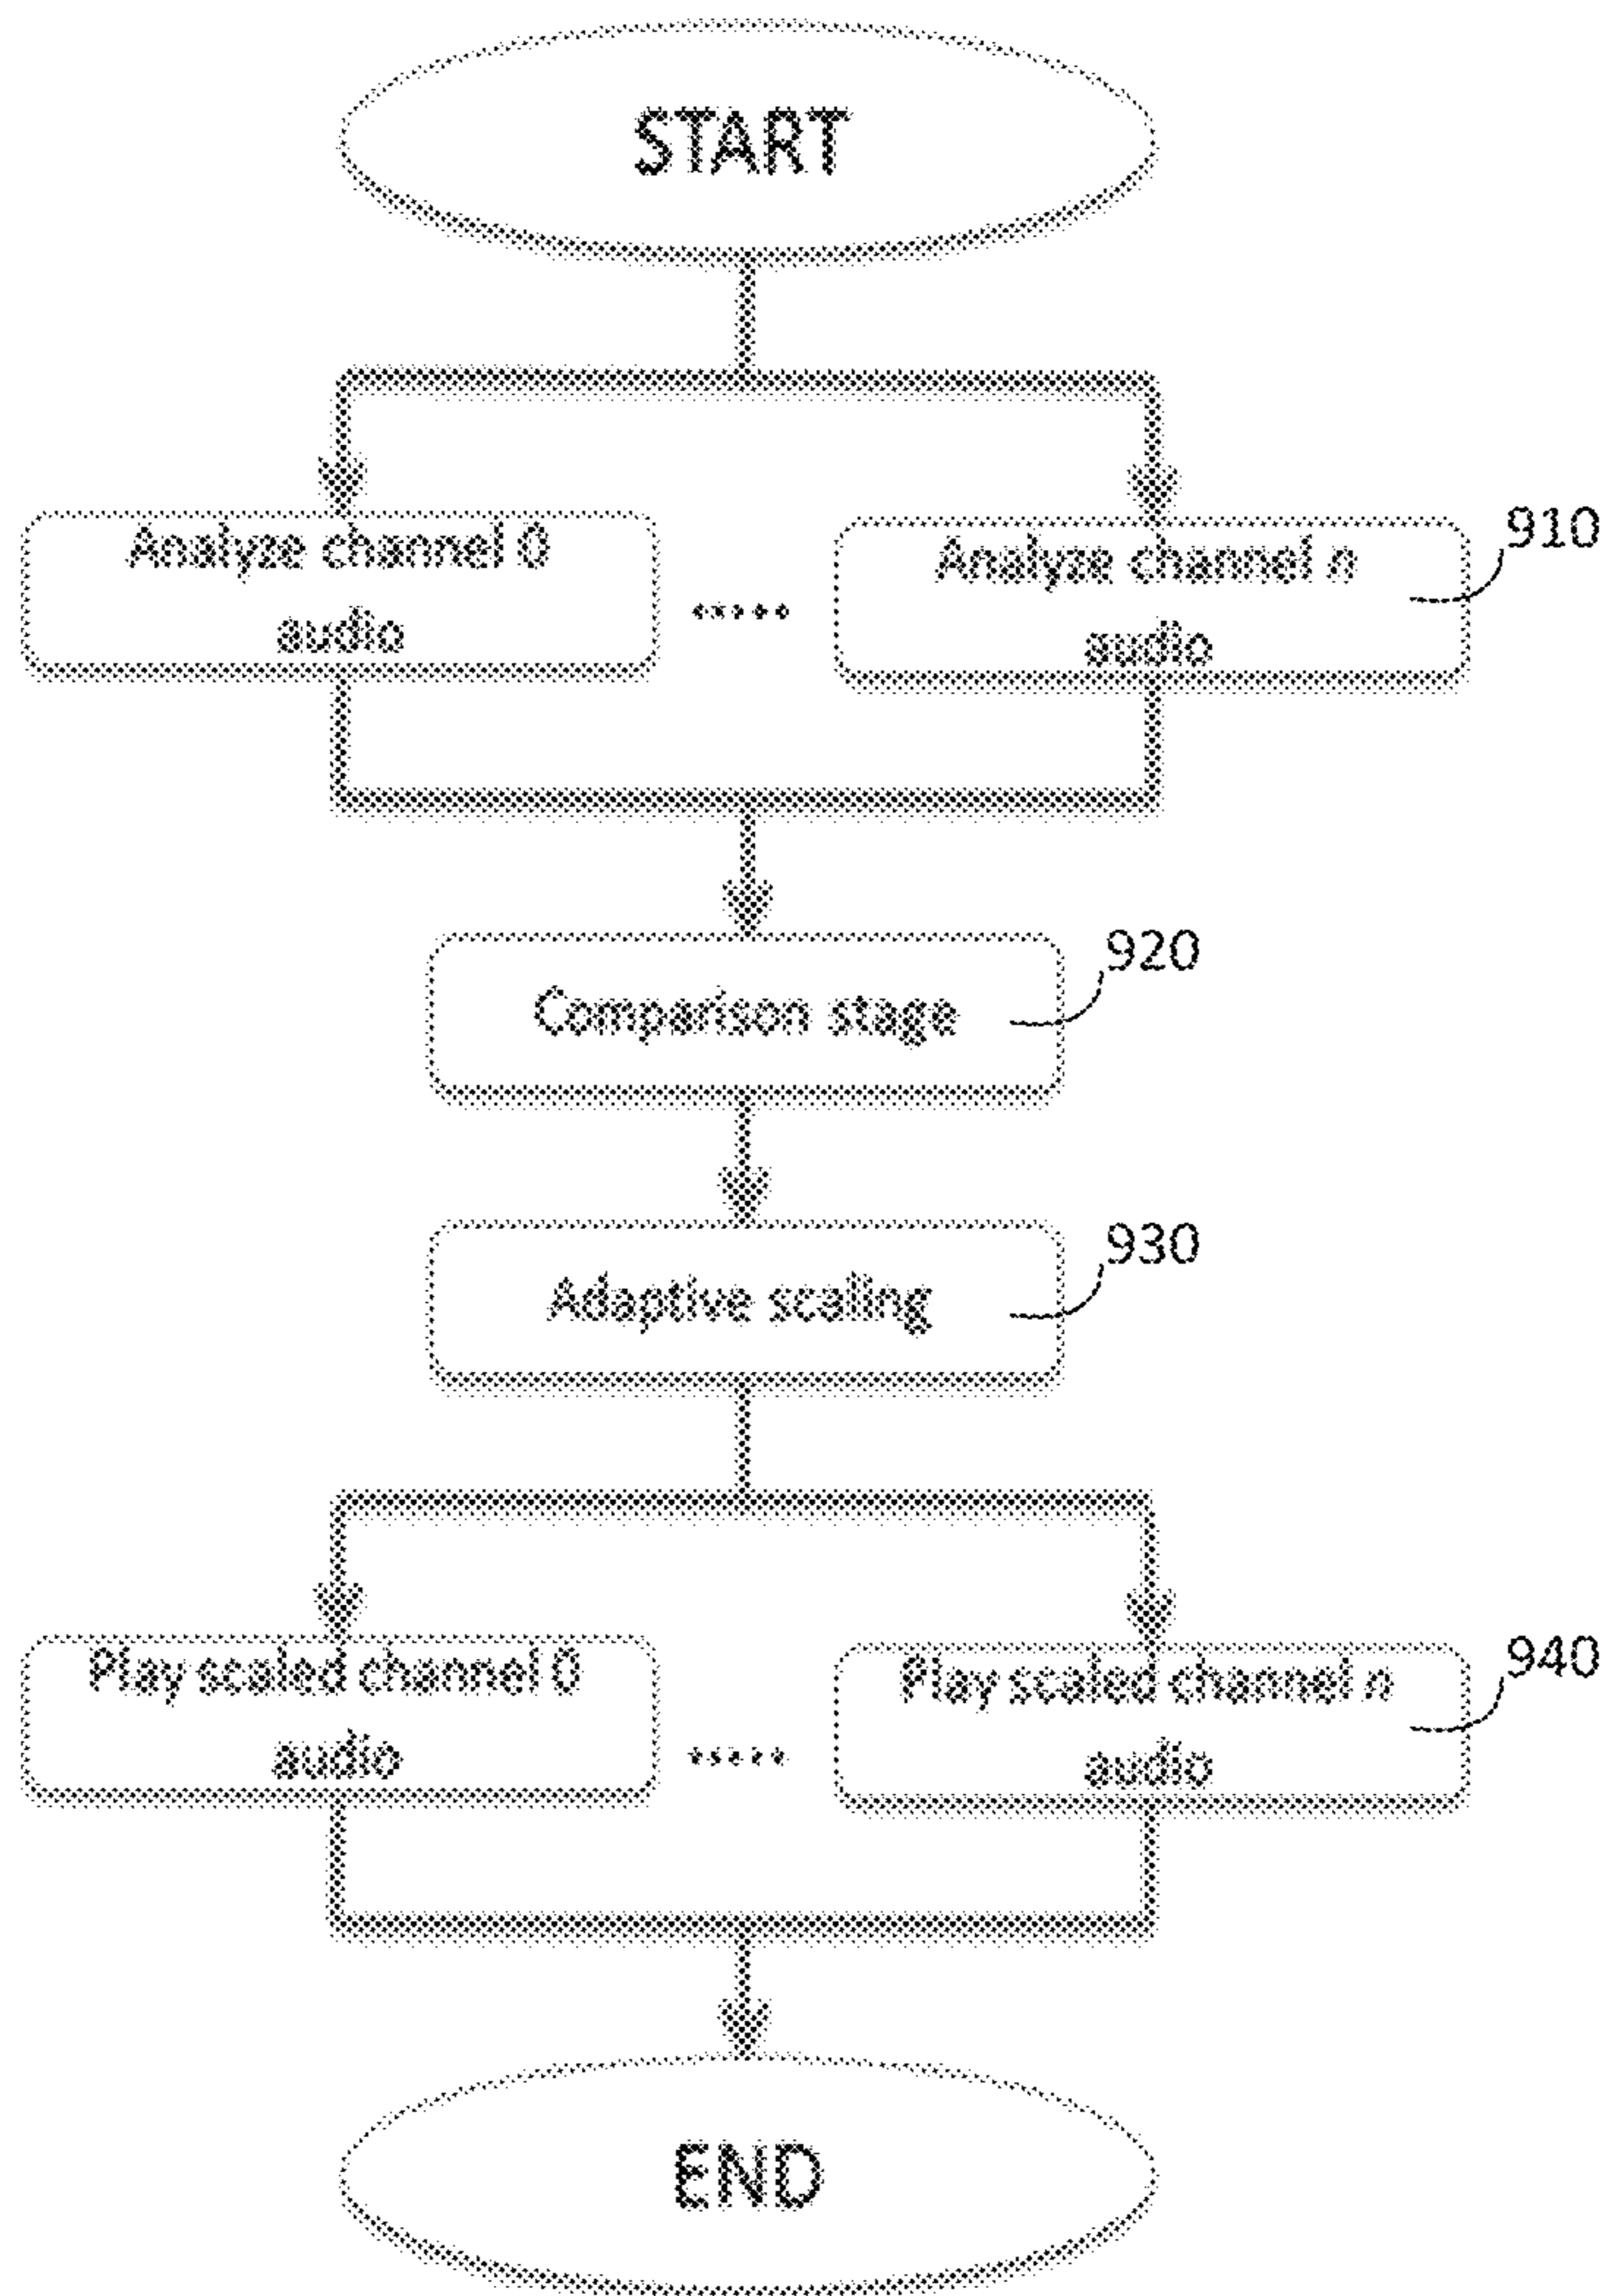 START
Analyze channel 0
audio
.....
Analyze channel n
audio
910
Comparison stage
920
Adaptive scaling
930
Play scaled channel 0
audio
.....
Play scaled channel n
audio
940
END